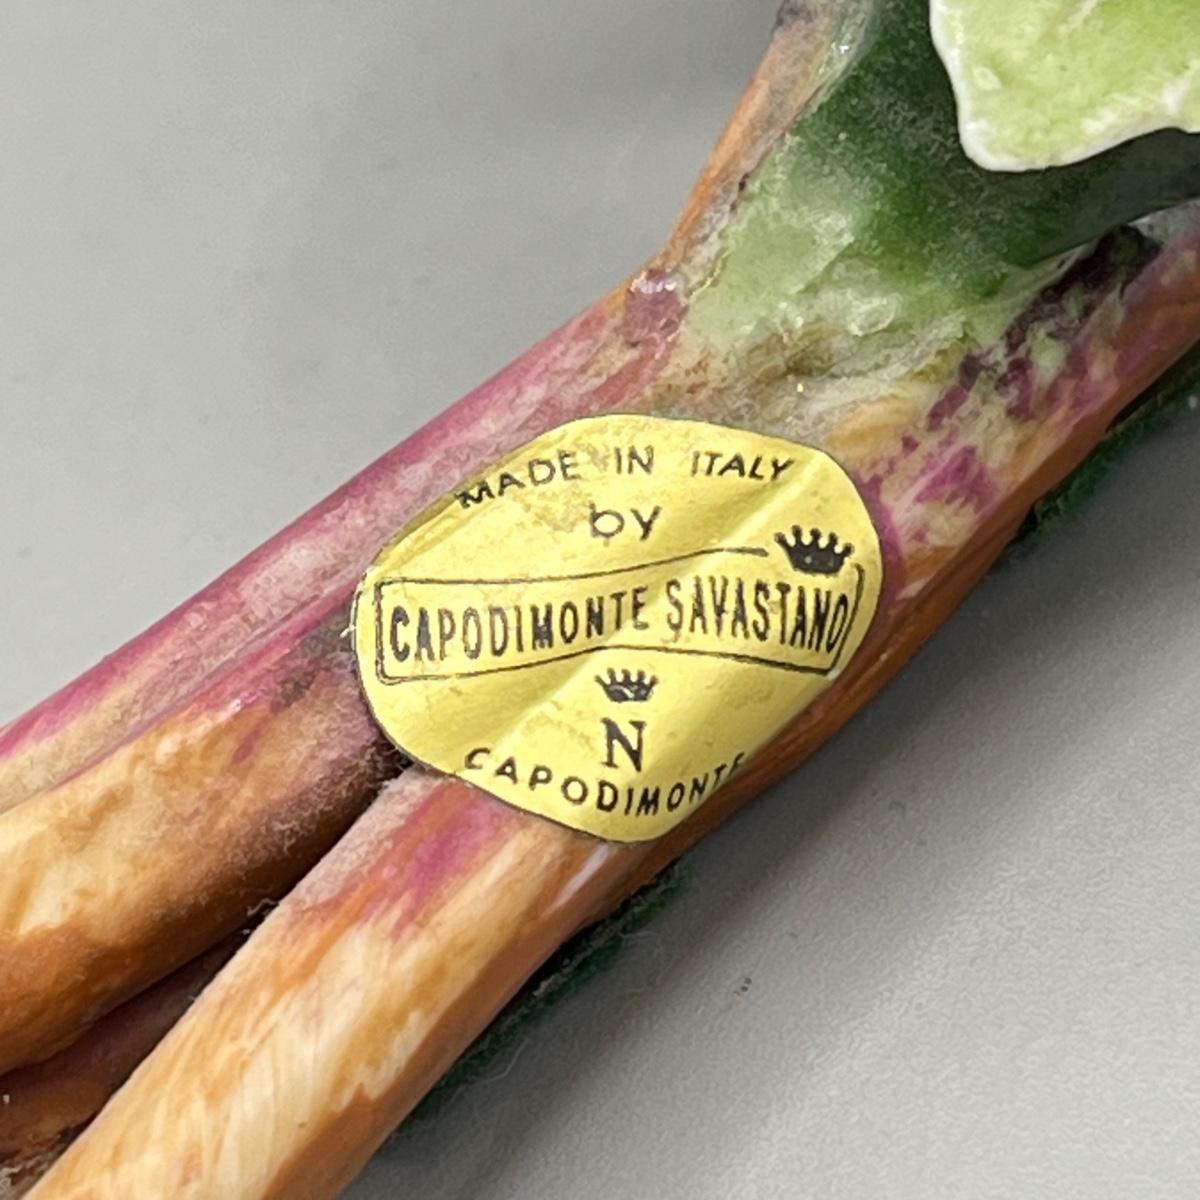 MADE IN ITALY
by
CAPODIMONTE SAVASTANO
N
CAPODIMONTE